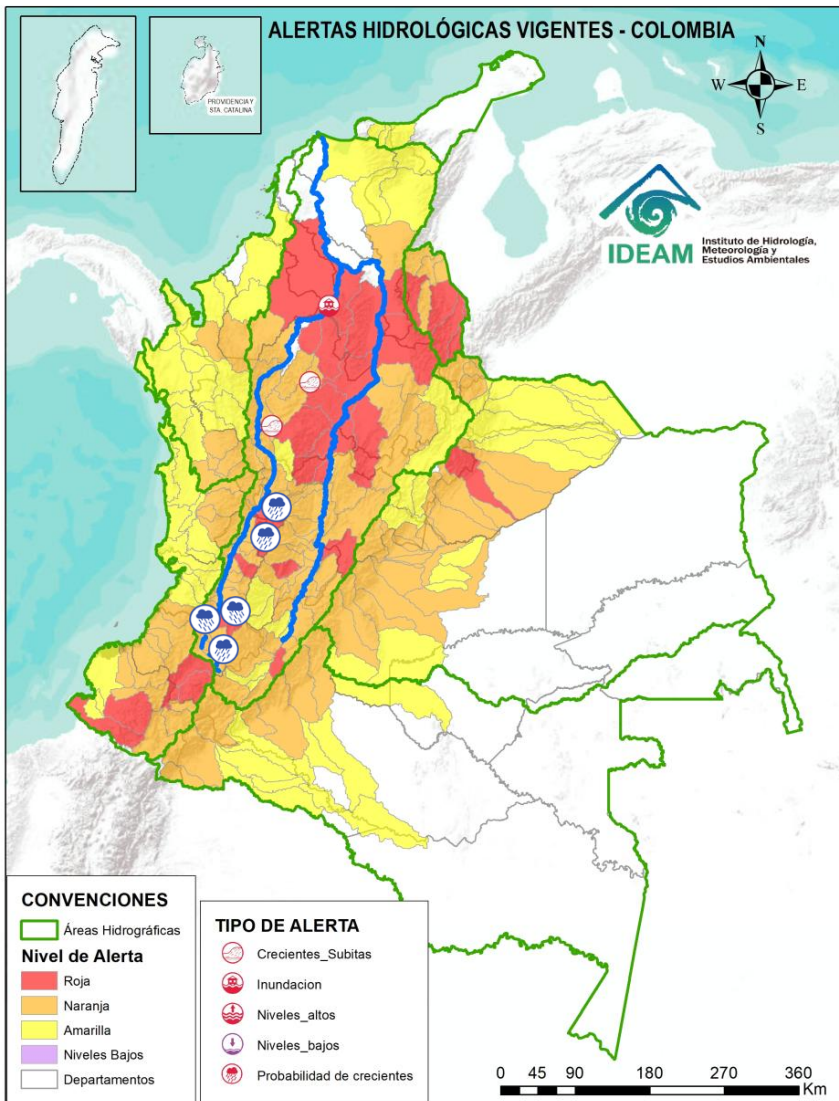 ALERTAS HIDROLÓGICAS VIGENTES - COLOMBIA
PROVIDENCIA Y
STA. CATALINA
N
W E
S
IDEAM
Instituto de Hidrología,
Meteorología y
Estudios Ambientales
CONVENCIONES
Áreas Hidrográficas
Nivel de Alerta
Roja
Naranja
Amarilla
Niveles Bajos
Departamentos
TIPO DE ALERTA
Crecientes_Subitas
Inundacion
Niveles_altos
Niveles_bajos
Probabilidad de crecientes
0 45 90 180 270 360
Km